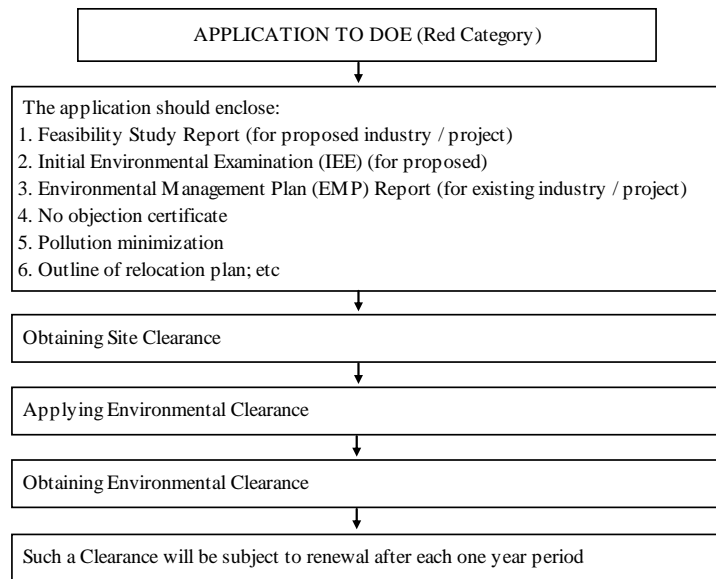 APPLICATION TO DOE (Red Category)
The application should enclose:
1. Feasibility Study Report (for proposed industry / project)
2. Initial Environmental Examination (IEE) (for proposed)
3. Environmental Management Plan (EMP) Report (for existing industry / project)
4. No objection certificate
5. Pollution minimization
6. Outline of relocation plan; etc
Obtaining Site Clearance
Applying Environmental Clearance
Obtaining Environmental Clearance
Such a Clearance will be subject to renewal after each one year period